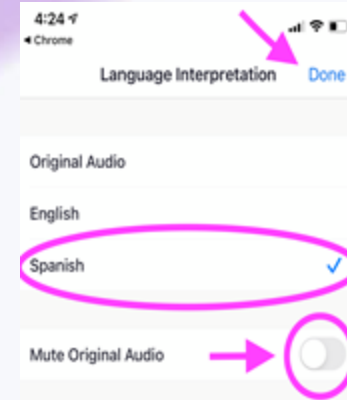 4:24
◀ Chrome
Language Interpretation Done
Original Audio
English
Spanish
Mute Original Audio